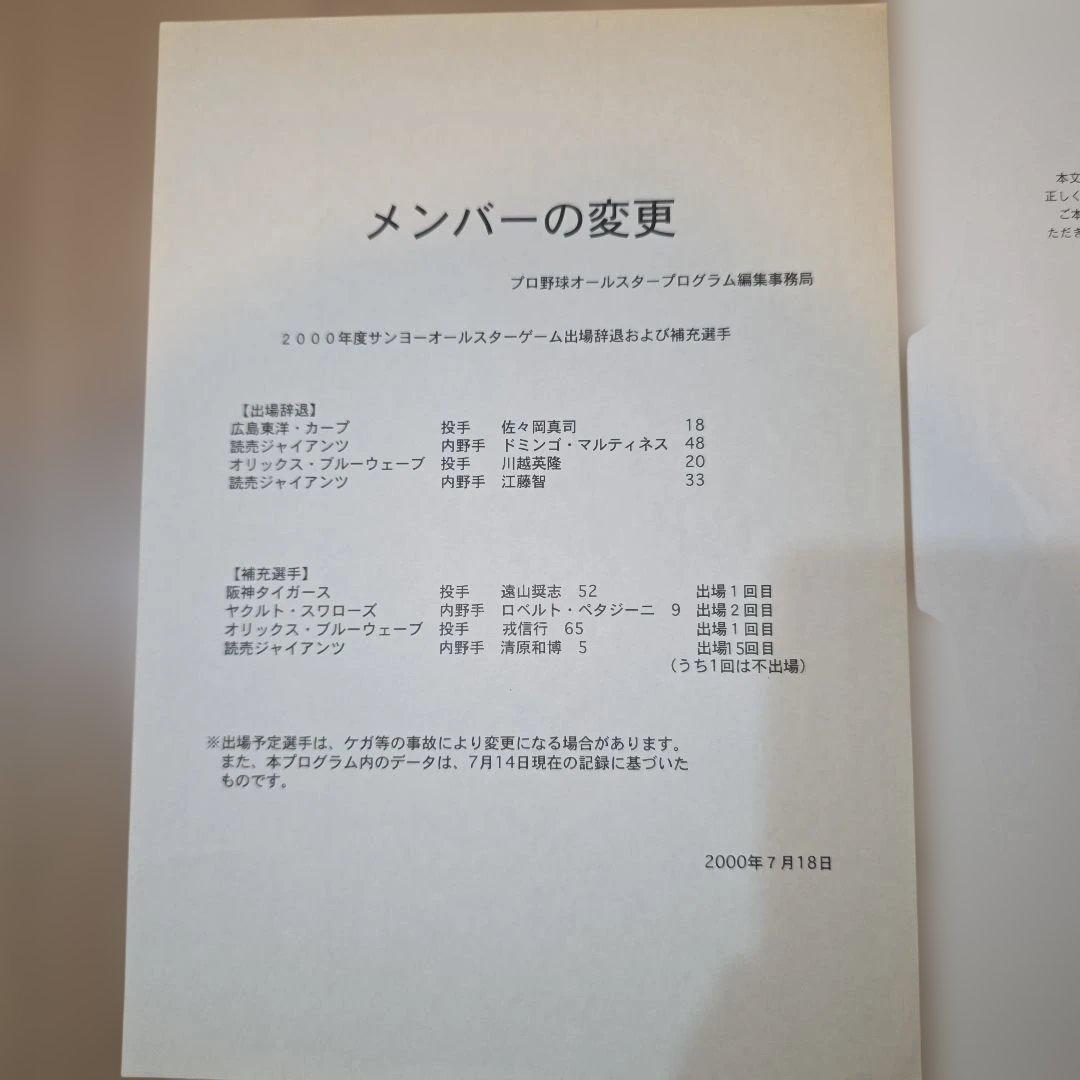 メンバーの変更
プロ野球オールスタープログラム編集事務局
2000年度サンヨーオールスターゲーム出場辞退および補充選手
【出場辞退】
広島東洋・カープ 投手 佐々岡真司 18
読売ジャイアンツ 内野手 ドミンゴ・マルティネス 48
オリックス・ブルーウェーブ 投手 川越英隆 20
読売ジャイアンツ 内野手 江藤智 33
【補充選手】
阪神タイガース 投手 遠山奨志 52 出場1回目
ヤクルト・スワローズ 内野手 ロベルト・ペタジーニ 9 出場2回目
オリックス・ブルーウェーブ 投手 戎信行 65 出場1回目
読売ジャイアンツ 内野手 清原和博 5 出場15回目
(うち1回は不出場)
※出場予定選手は、ケガ等の事故により変更になる場合があります。
また、本プログラム内のデータは、7月14日現在の記録に基づいた
ものです。
2000年7月18日
本文
正しく
ご本
ただき